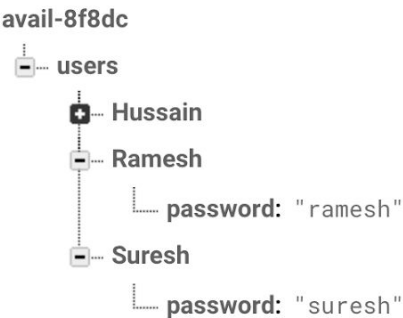 avail-8f8dc
users
Hussain
Ramesh
password: "ramesh"
Suresh
password: "suresh"